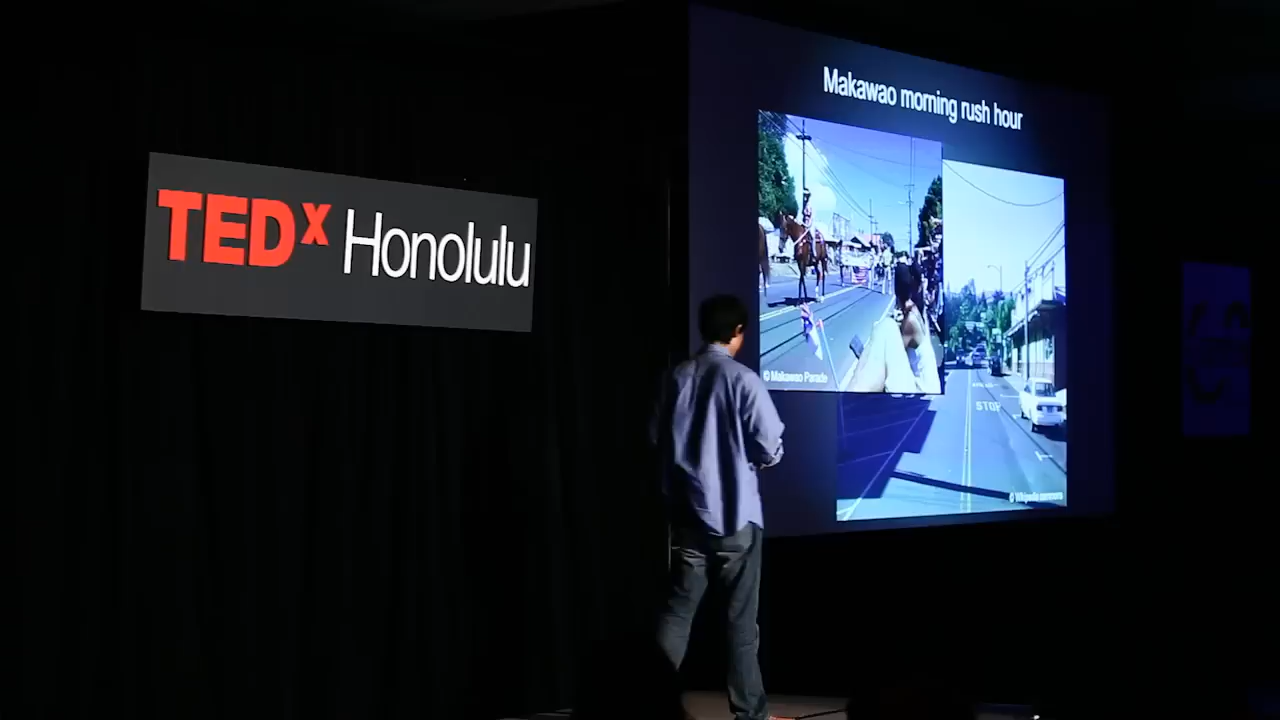 TEDx Honolulu
Makawao morning rush hour
© Makawao Parade
STOP
© Wikipedia commons